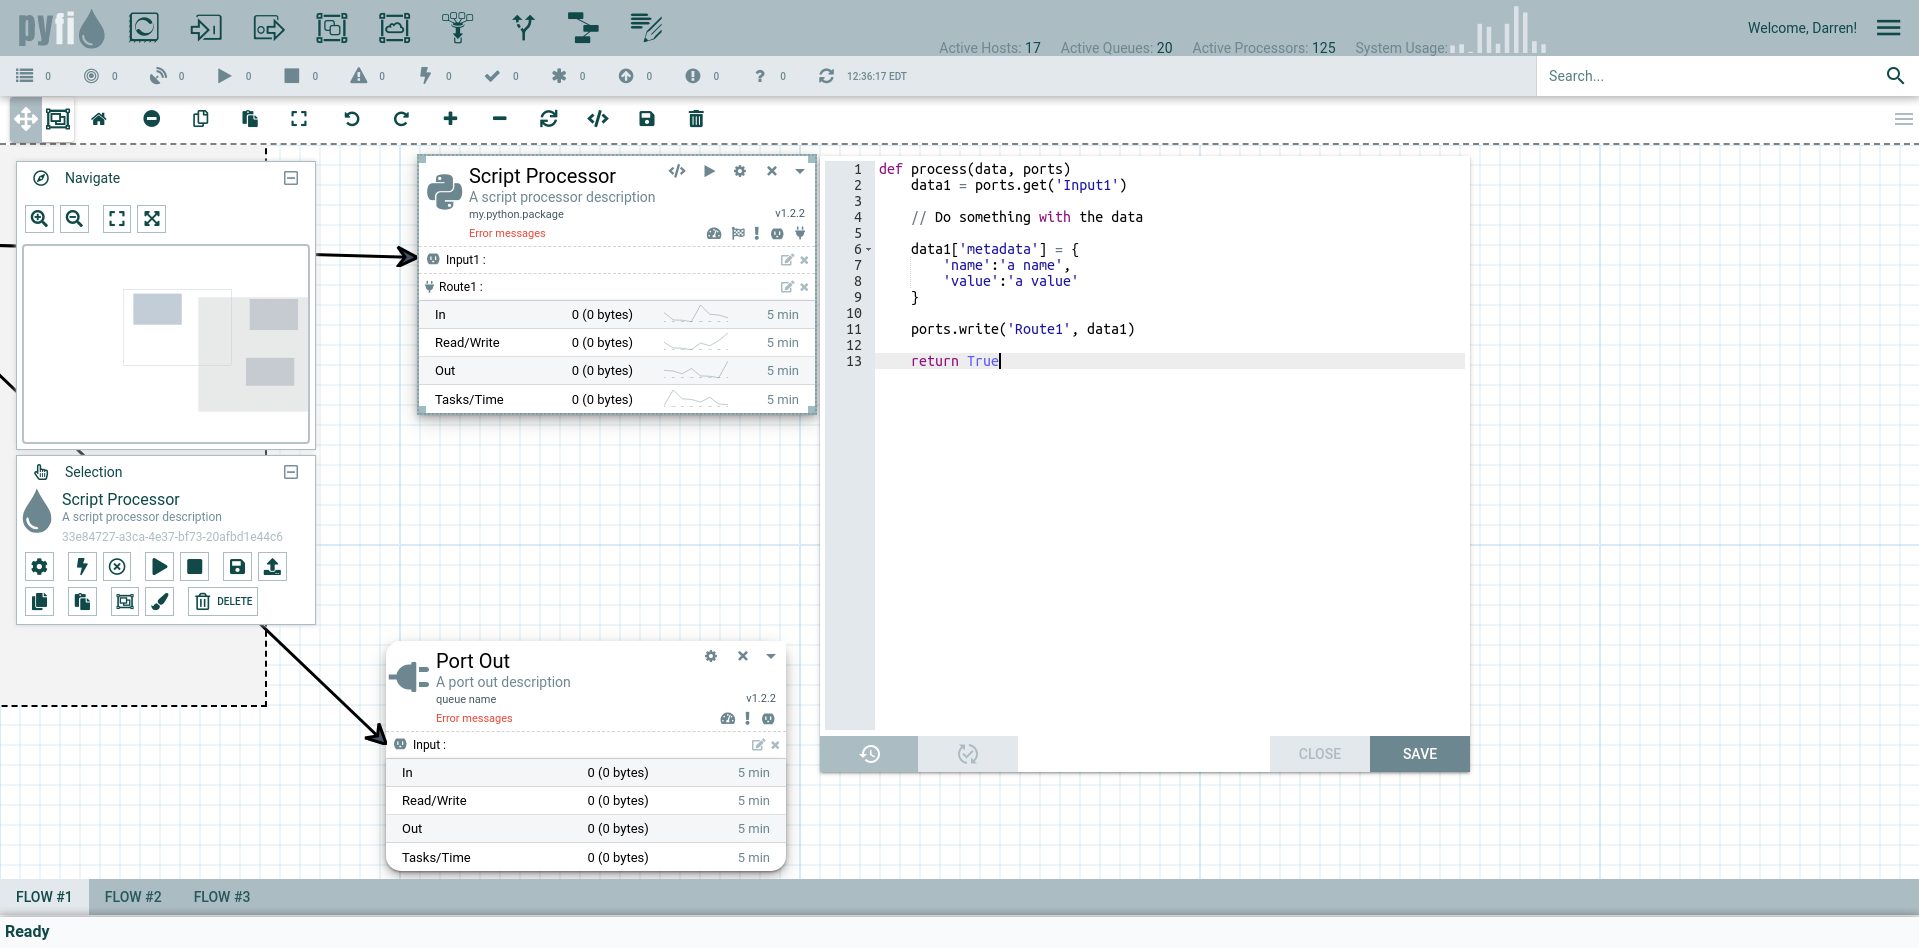 pyfi
Active Hosts: 17 Active Queues: 20 Active Processors: 125 System Usage:
Welcome, Darren!
0 0 0 0 0 0 0 0 0 0 0 0 12:36:17 EDT
Search...
Navigate
Selection
Script Processor
A script processor description
33e84727-a3ca-4e37-bf73-20afbd1e44c6
DELETE
Script Processor
A script processor description
my.python.package v1.2.2
Error messages
Input1 :
Route1 :
In 0 (0 bytes) 5 min
Read/Write 0 (0 bytes) 5 min
Out 0 (0 bytes) 5 min
Tasks/Time 0 (0 bytes) 5 min
1 def process(data, ports)
2 data1 = ports.get('Input1')
3
4 // Do something with the data
5
6 data1['metadata'] = {
7 'name':'a name',
8 'value':'a value'
9 }
10
11 ports.write('Route1', data1)
12
13 return True
CLOSE SAVE
Port Out
A port out description
queue name v1.2.2
Error messages
Input :
In 0 (0 bytes) 5 min
Read/Write 0 (0 bytes) 5 min
Out 0 (0 bytes) 5 min
Tasks/Time 0 (0 bytes) 5 min
FLOW #1 FLOW #2 FLOW #3
Ready